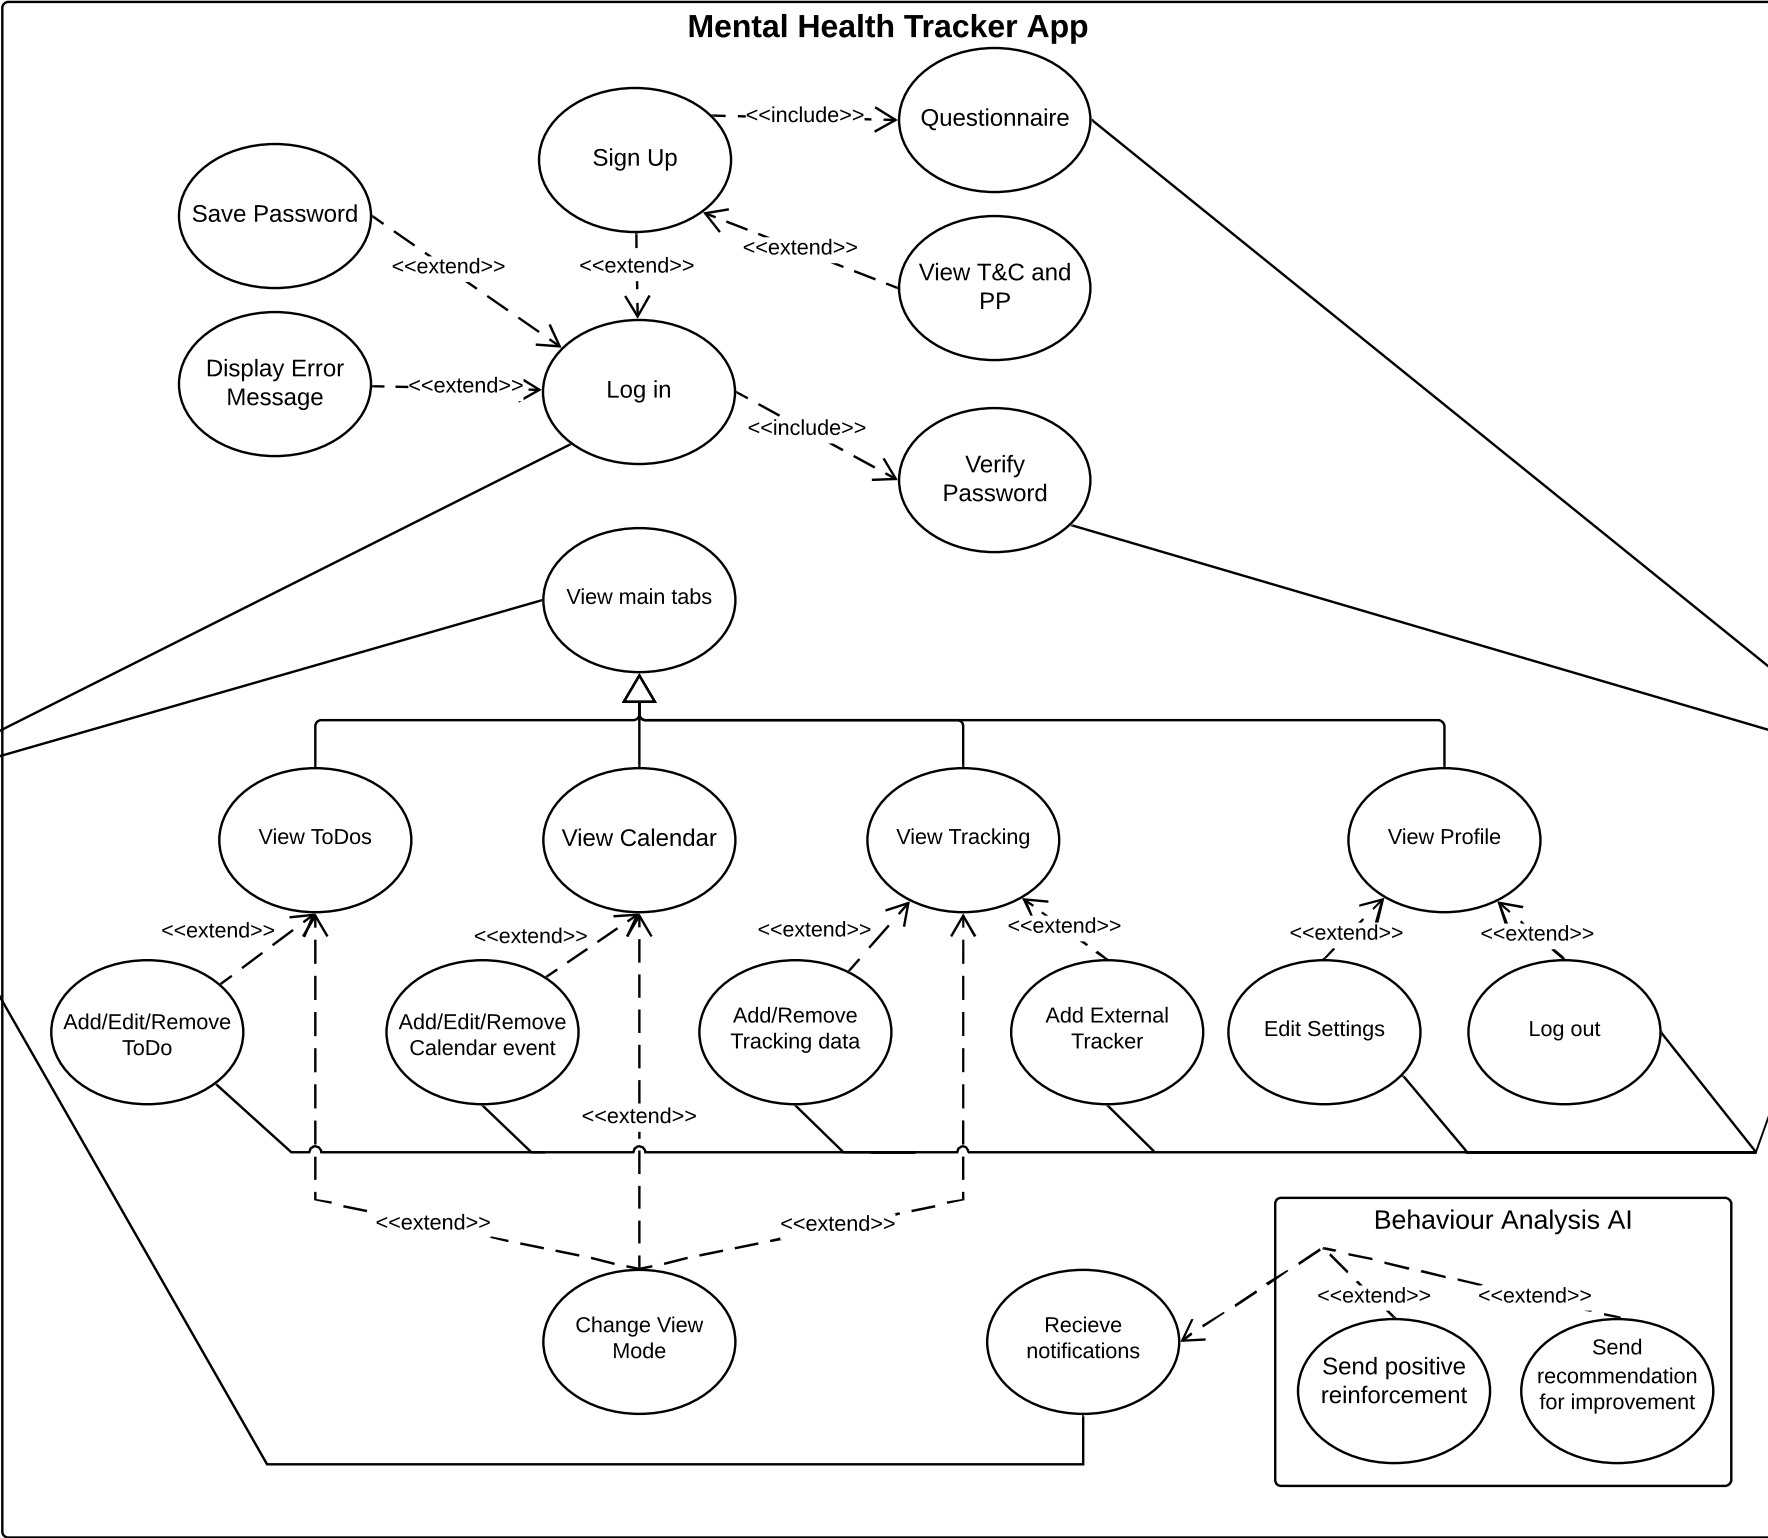 Mental Health Tracker App
<<include>>
Questionnaire
Sign Up
Save Password
<<extend>>
<<extend>>
<<extend>>
View T&C and
PP
Display Error
Message
<<extend>>
Log in
<<include>>
Verify
Password
View main tabs
View ToDos
View Calendar
View Tracking
View Profile
<<extend>>
<<extend>>
<<extend>>
<<extend>>
<<extend>>
<<extend>>
Add/Edit/Remove
ToDo
Add/Edit/Remove
Calendar event
Add/Remove
Tracking data
Add External
Tracker
Edit Settings
Log out
<<extend>>
<<extend>>
<<extend>>
Behaviour Analysis AI
<<extend>>
<<extend>>
Change View
Mode
Recieve
notifications
Send positive
reinforcement
Send
recommendation
for improvement